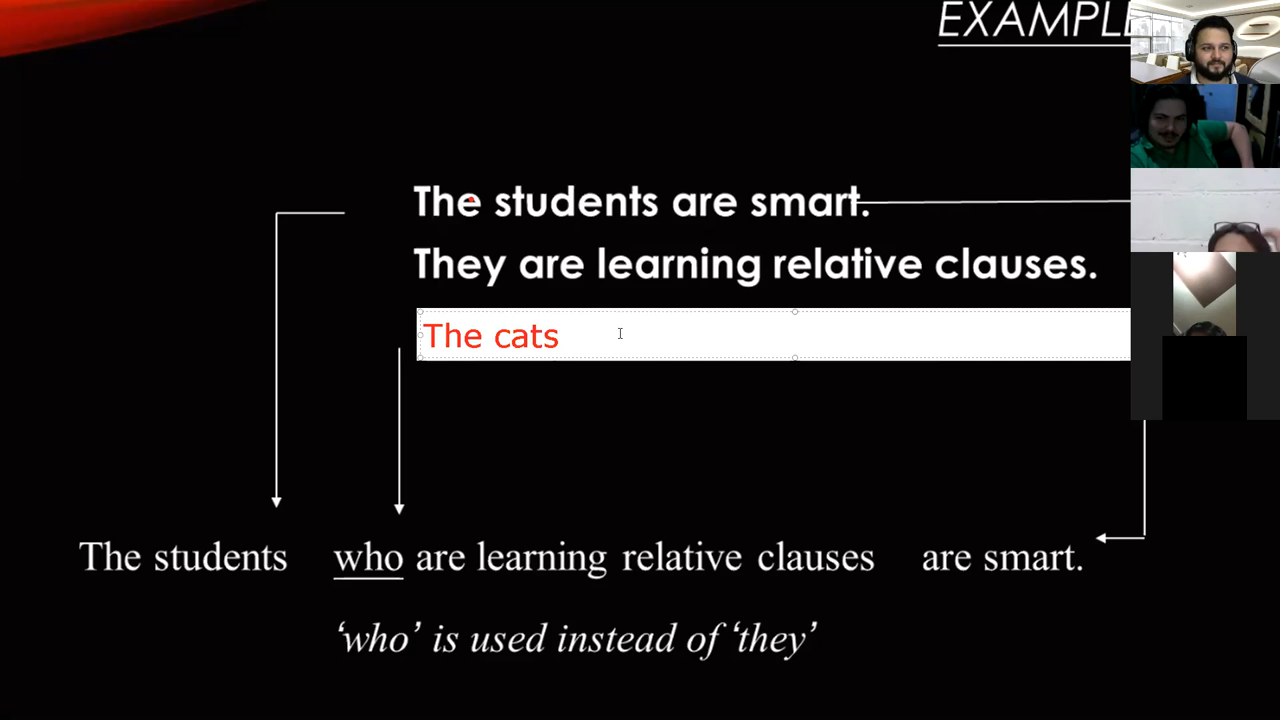 EXAMPLE
The students are smart.
They are learning relative clauses.
The cats
The students who are learning relative clauses are smart.
‘who’ is used instead of ‘they’